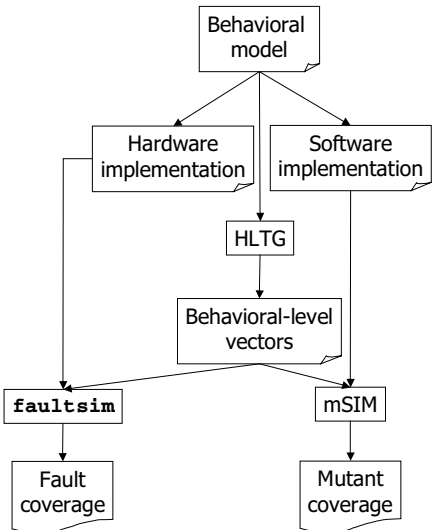 Behavioral
model
Hardware
implementation
Software
implementation
HLTG
Behavioral-level
vectors
faultsim
mSIM
Fault
coverage
Mutant
coverage